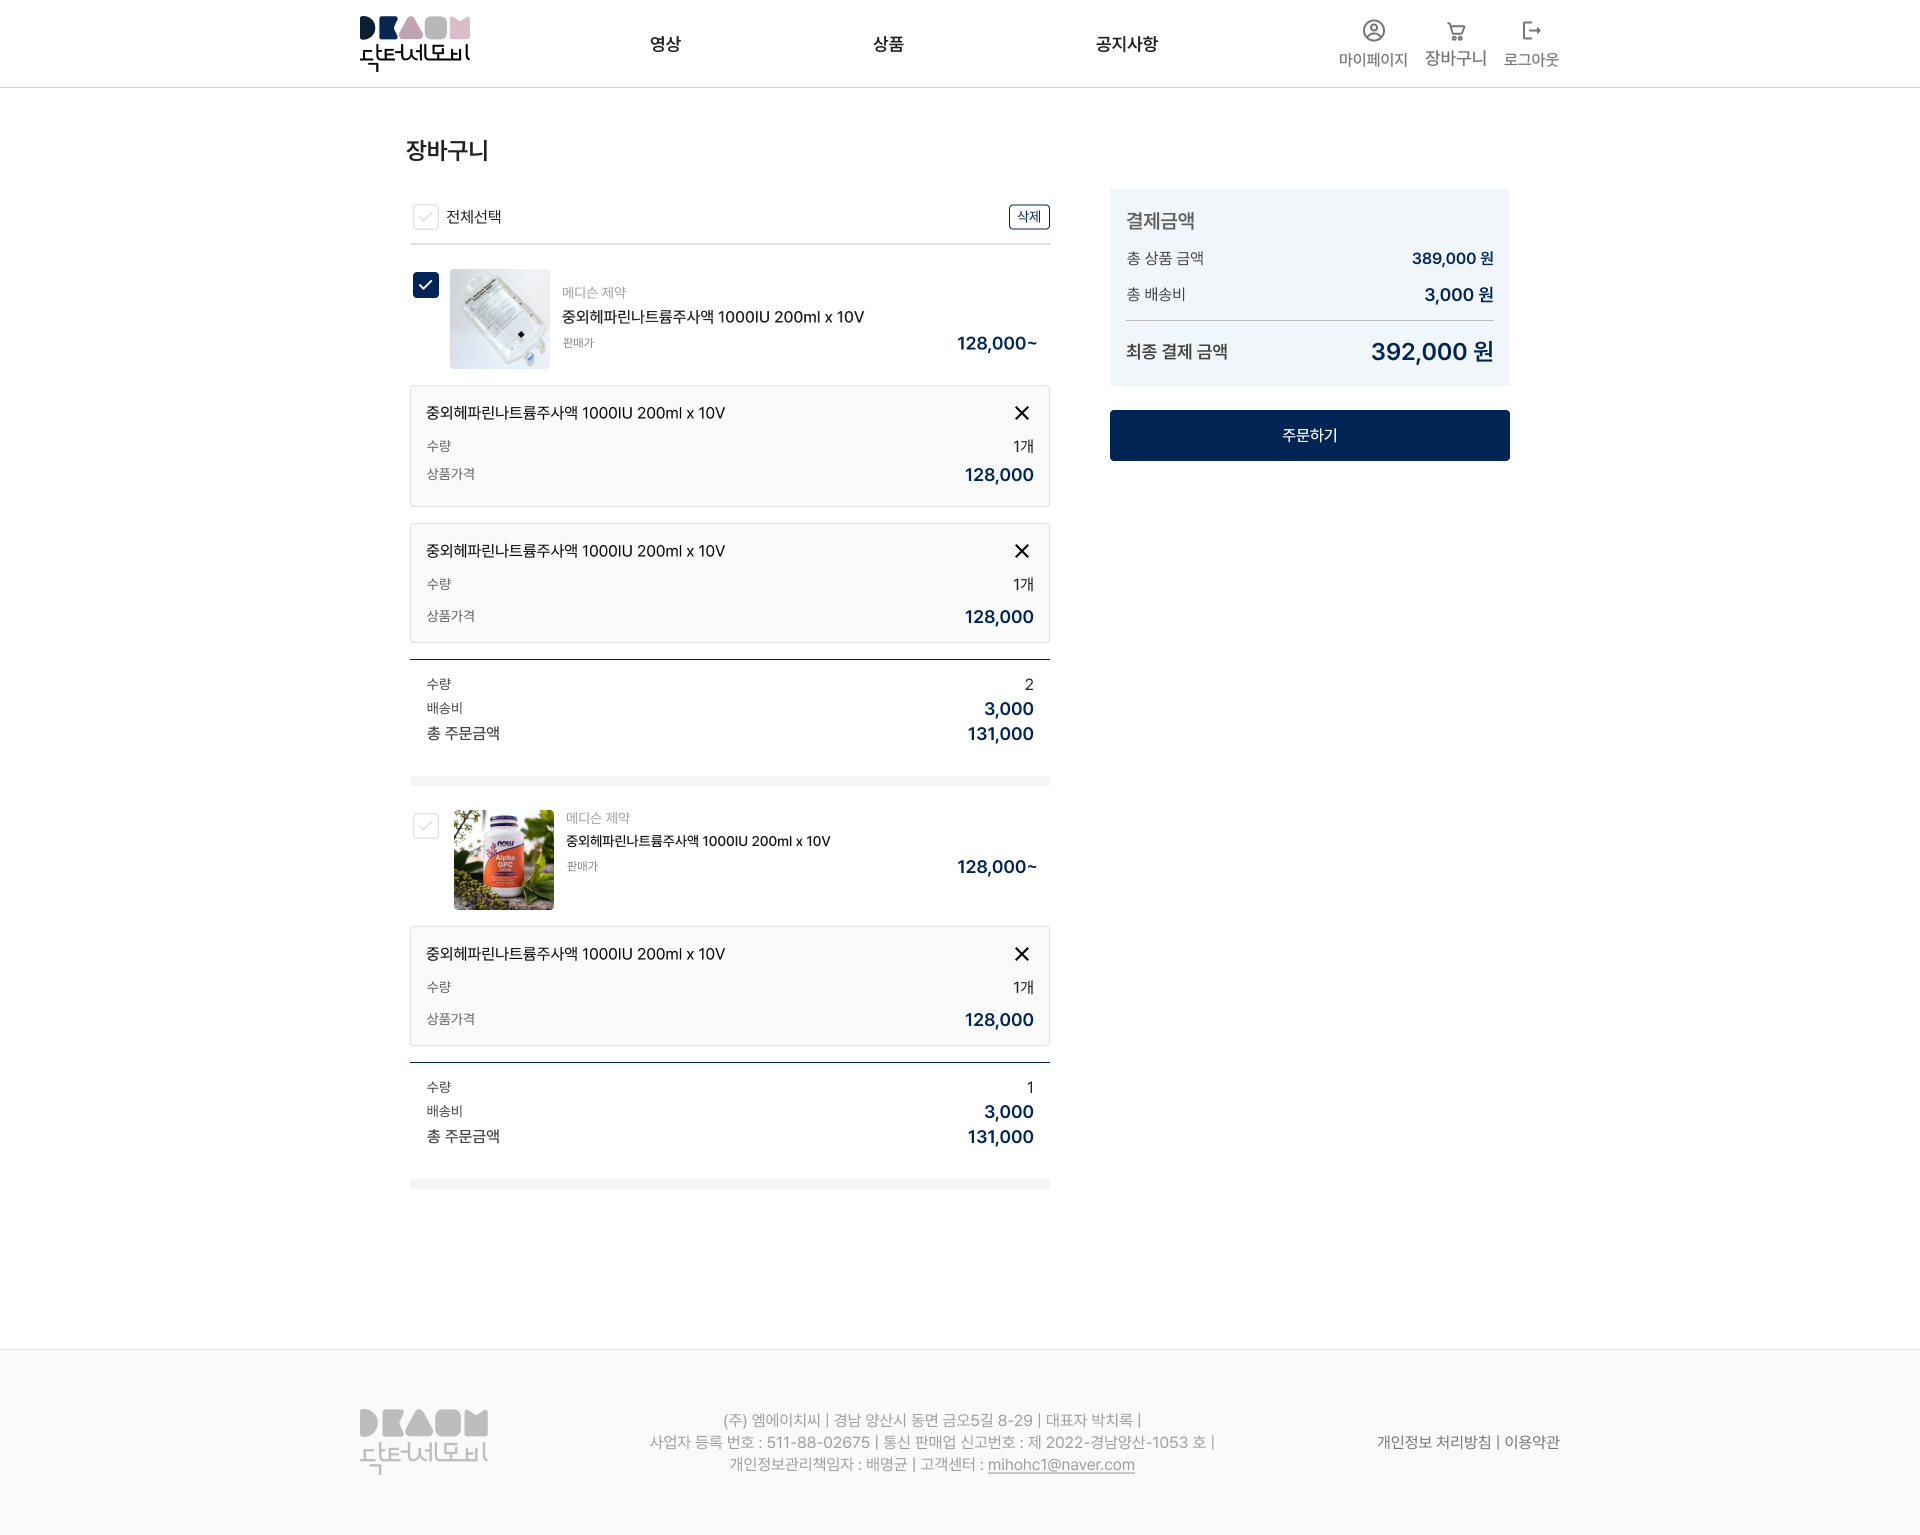 닥터세모비
영상
상품
공지사항
마이페이지
장바구니
로그아웃
장바구니
전체선택
삭제
메디슨 제약
중외헤파린나트륨주사액 1000IU 200ml x 10V
판매가
128,000~
중외헤파린나트륨주사액 1000IU 200ml x 10V
수량
1개
상품가격
128,000
중외헤파린나트륨주사액 1000IU 200ml x 10V
수량
1개
상품가격
128,000
수량
2
배송비
3,000
총 주문금액
131,000
now
Alpha
GPC
메디슨 제약
중외헤파린나트륨주사액 1000IU 200ml x 10V
판매가
128,000~
중외헤파린나트륨주사액 1000IU 200ml x 10V
수량
1개
상품가격
128,000
수량
1
배송비
3,000
총 주문금액
131,000
결제금액
총 상품 금액
389,000 원
총 배송비
3,000 원
최종 결제 금액
392,000 원
주문하기
닥터세모비
(주) 엠에이치씨 | 경남 양산시 동면 금오5길 8-29 | 대표자 박치록 |
사업자 등록 번호 : 511-88-02675 | 통신 판매업 신고번호 : 제 2022-경남양산-1053 호 |
개인정보관리책임자 : 배명균 | 고객센터 : mihohc1@naver.com
개인정보 처리방침 | 이용약관